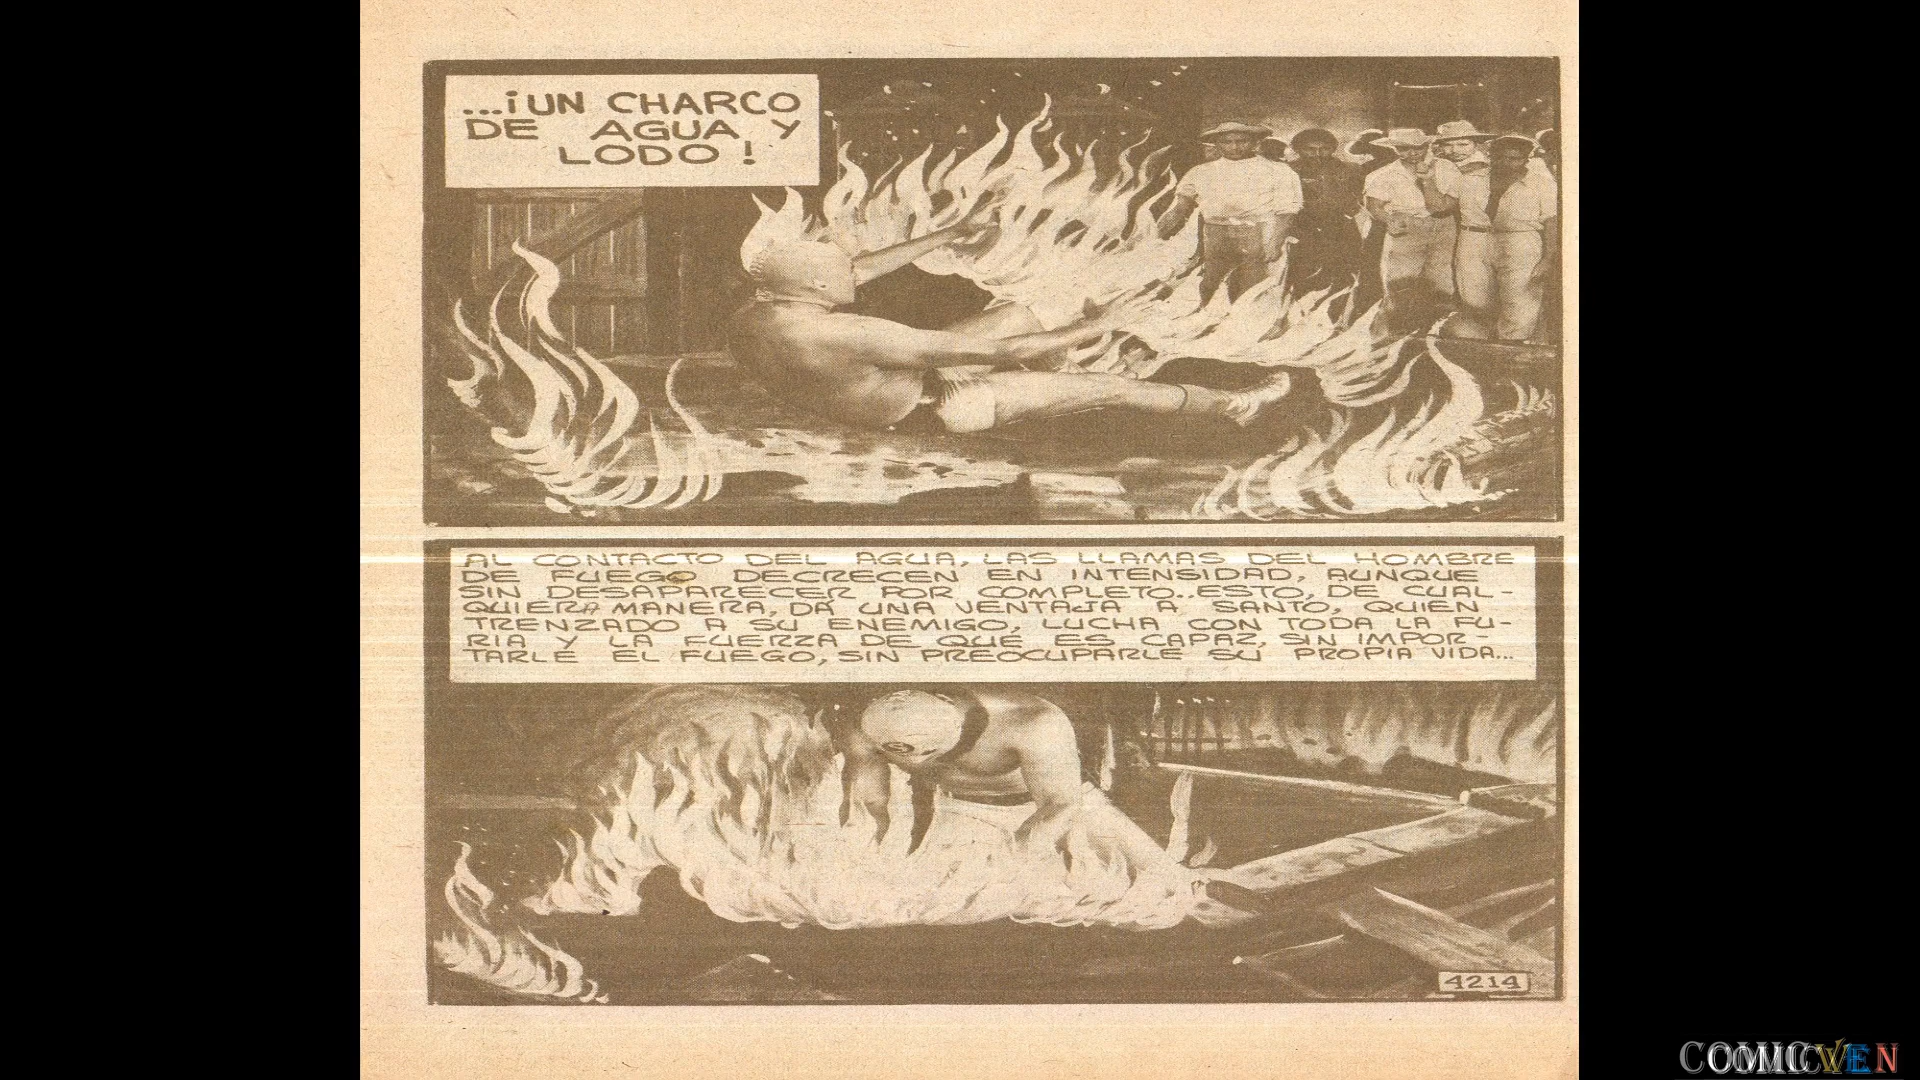 ...¡UN CHARCO
DE AGUA Y
LODO!
AL CONTACTO DEL AGUA, LAS LLAMAS DEL HOMBRE
DE FUEGO DECRECEN EN INTENSIDAD, AUNQUE
SIN DESAPARECER POR COMPLETO..ESTO, DE CUAL-
QUIERA MANERA, DA UNA VENTAJA A SANTO, QUIEN
TRENZADO A SU ENEMIGO, LUCHA CON TODA LA FU-
RIA Y LA FUERZA DE QUE ES CAPAZ, SIN IMPOR-
TARLE EL FUEGO, SIN PREOCUPARLE SU PROPIA VIDA...
4214
COMICVEN